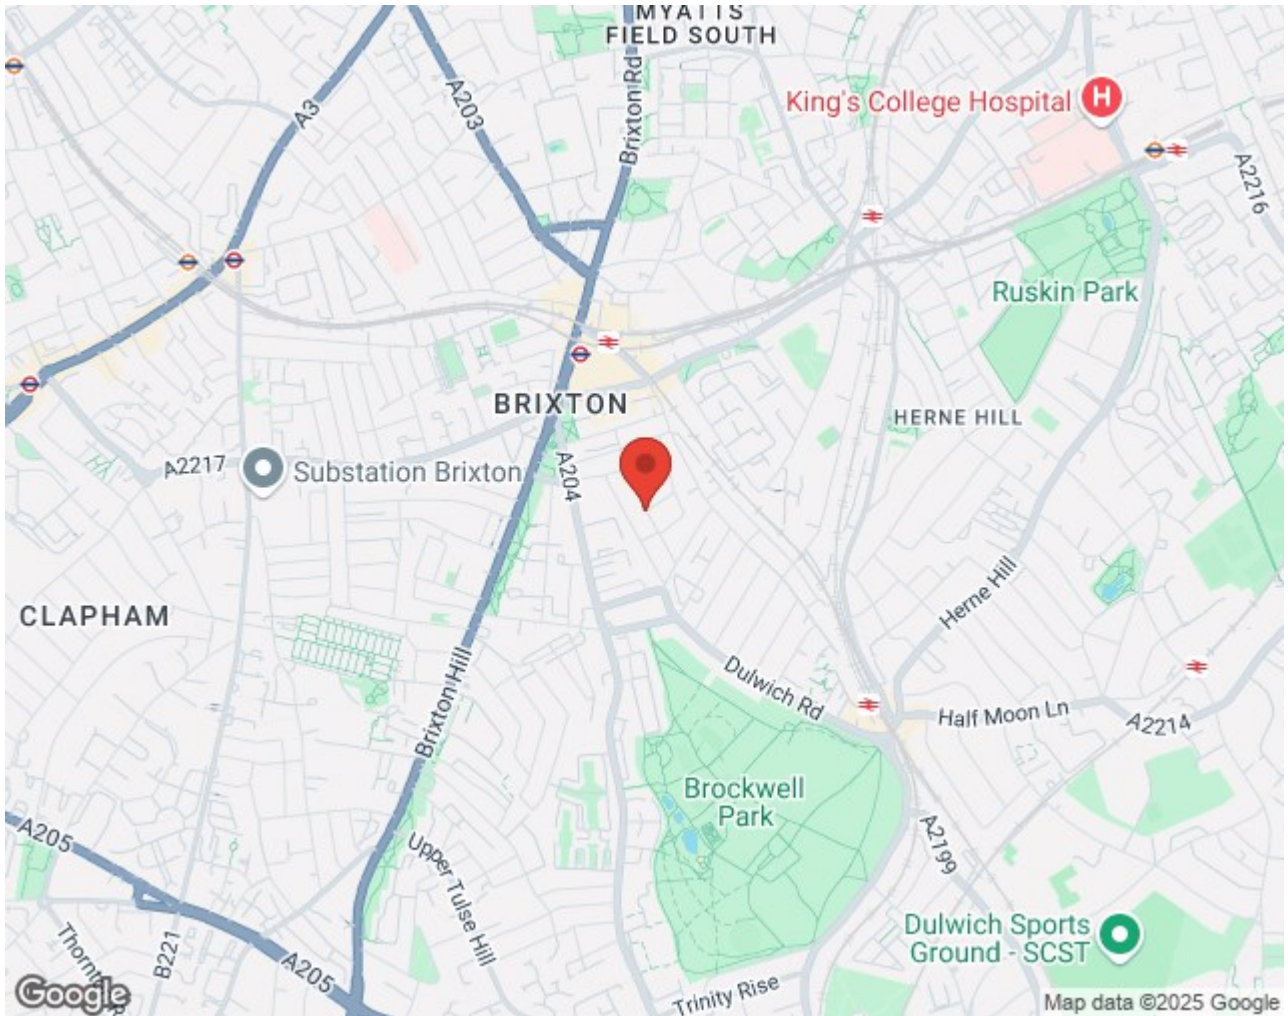 MYATTS
FIELD SOUTH
A3
A203
Brixton Rd
King's College Hospital
H
A2216
Ruskin Park
BRIXTON
HERNE HILL
A2217
Substation Brixton
A204
CLAPHAM
Herne Hill
Brixton Hill
Dulwich Rd
Half Moon Ln
A2214
Brockwell
Park
A205
Upper Tulse Hill
A2199
Dulwich Sports
Ground - SCST
B221
A205
Trinity Rise
Google
Map data ©2025 Google